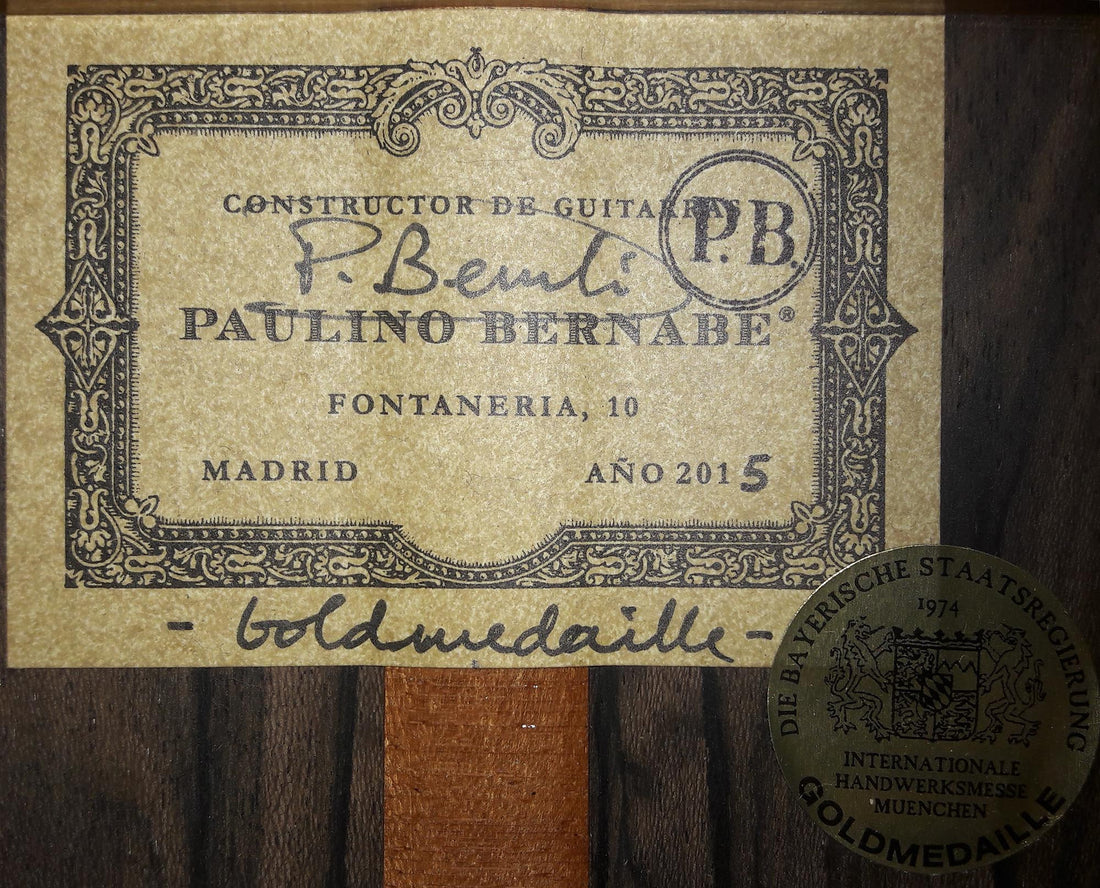 CONSTRUCTOR DE GUITARRAS
P.B.
PAULINO BERNABE®
FONTANERIA, 10
MADRID AÑO 2015
- Goldmedaille -
DIE BAYERISCHE STAATSREGIERUNG
1974
INTERNATIONALE
HANDWERKSMESSE
MUENCHEN
GOLDMEDAILLE